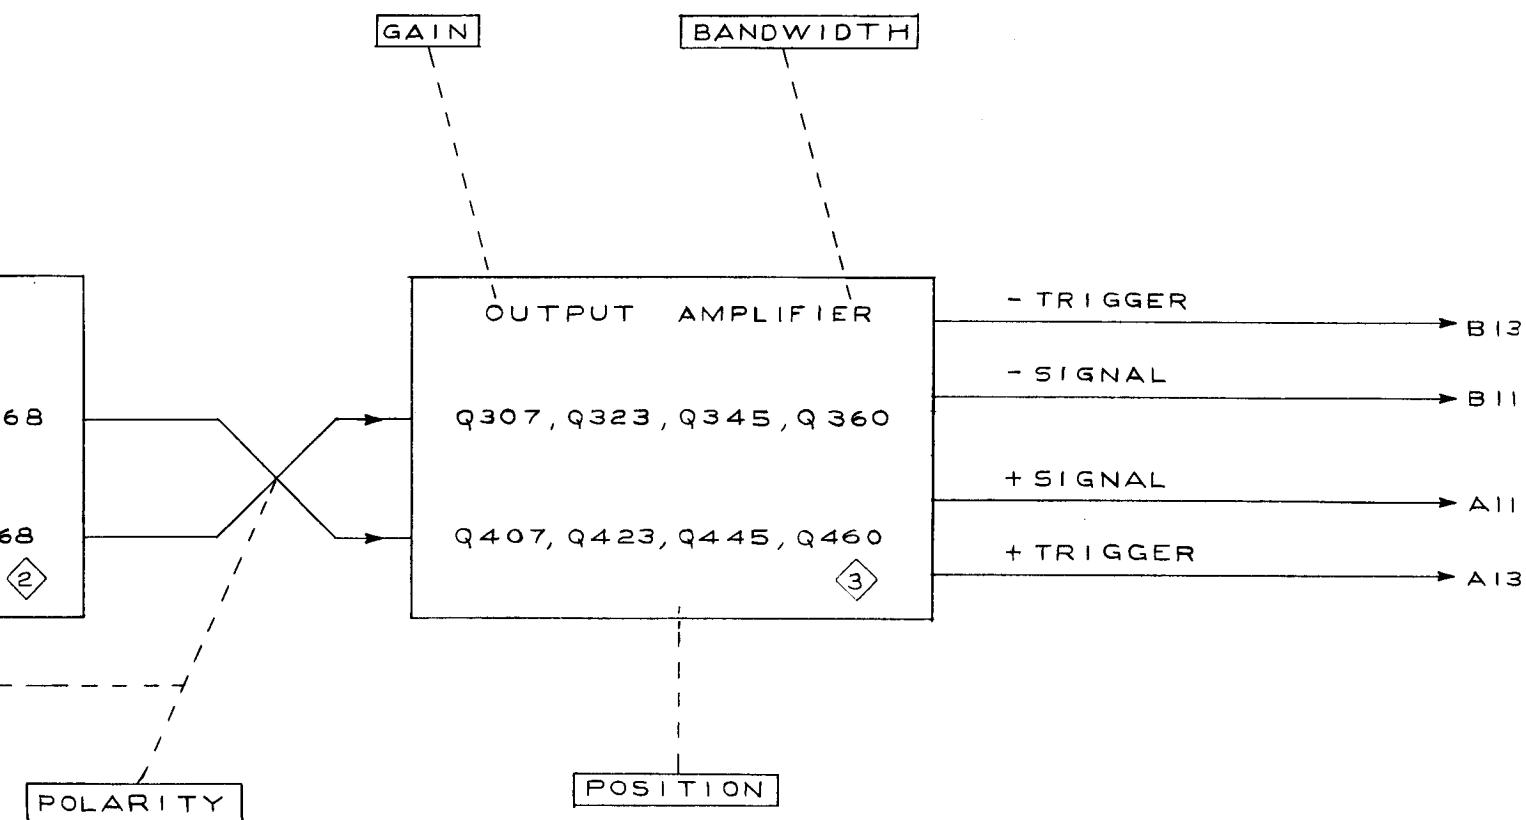 GAIN
BANDWIDTH
OUTPUT AMPLIFIER
- TRIGGER
B13
- SIGNAL
B11
68
Q307, Q323, Q345, Q360
+ SIGNAL
A11
68
Q407, Q423, Q445, Q460
+ TRIGGER
A13
2
3
POSITION
POLARITY